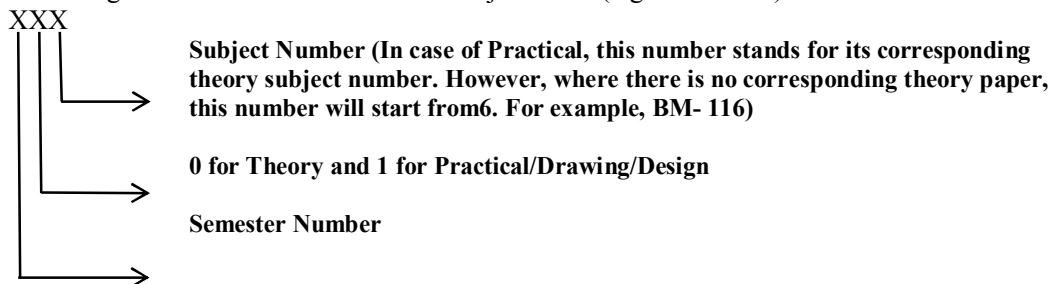 XXX
Subject Number (In case of Practical, this number stands for its corresponding
theory subject number. However, where there is no corresponding theory paper,
this number will start from6. For example, BM- 116)
0 for Theory and 1 for Practical/Drawing/Design
Semester Number